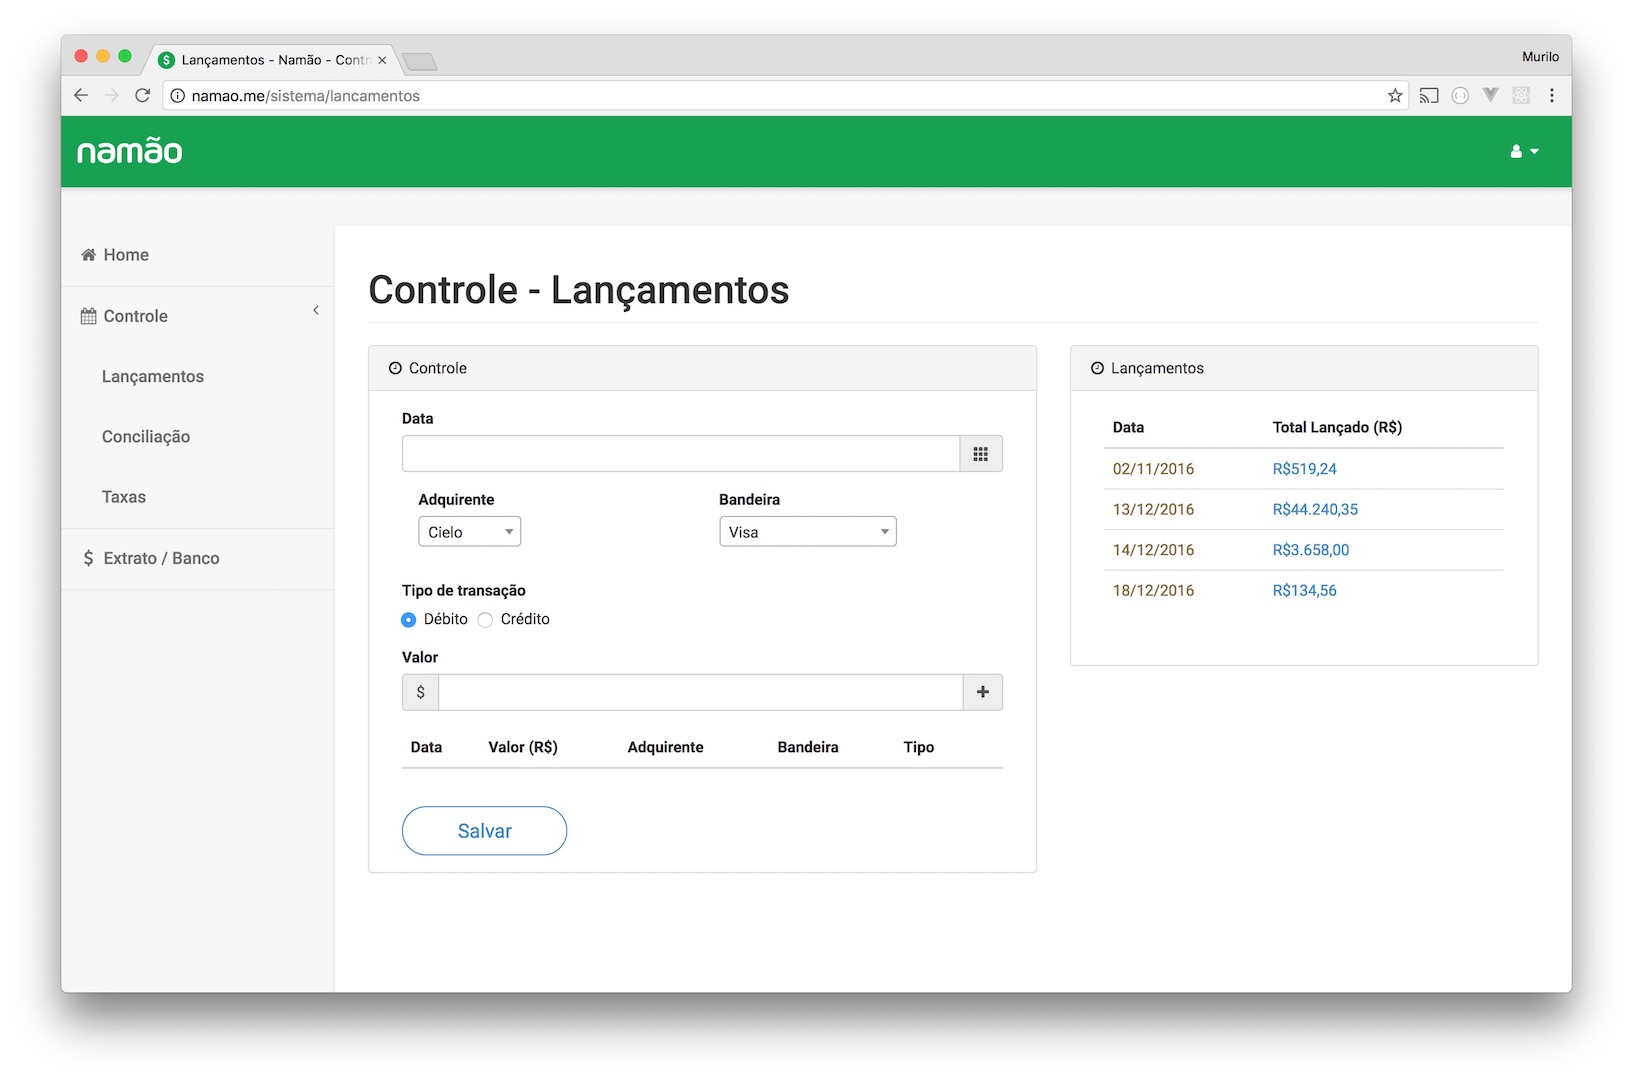 Lançamentos - Namão - Contr
Murilo
namao.me/sistema/lancamentos
namão
Home
Controle
Lançamentos
Conciliação
Taxas
$ Extrato / Banco
Controle - Lançamentos
Controle
Data
Adquirente Bandeira
Cielo Visa
Tipo de transação
Débito Crédito
Valor
$
Data Valor (R$) Adquirente Bandeira Tipo
Salvar
Lançamentos
Data Total Lançado (R$)
02/11/2016 R$519,24
13/12/2016 R$44.240,35
14/12/2016 R$3.658,00
18/12/2016 R$134,56